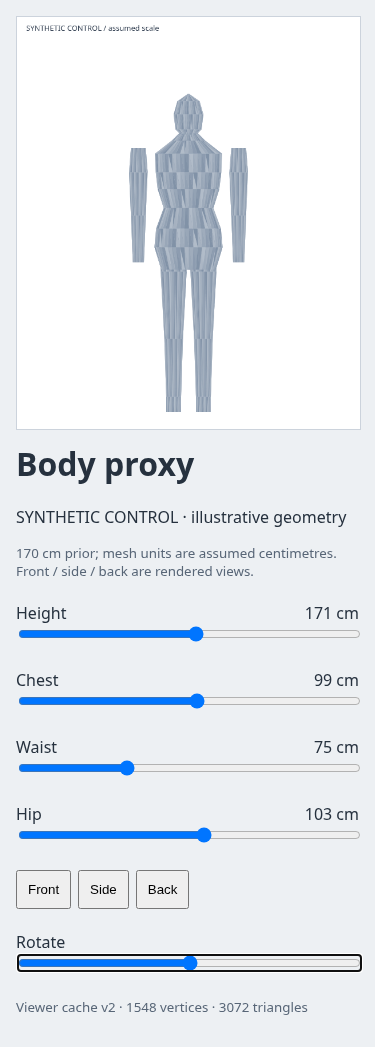 SYNTHETIC CONTROL / assumed scale
Body proxy
SYNTHETIC CONTROL · illustrative geometry
170 cm prior; mesh units are assumed centimetres.
Front / side / back are rendered views.
Height 171 cm
Chest 99 cm
Waist 75 cm
Hip 103 cm
Front Side Back
Rotate
Viewer cache v2 · 1548 vertices · 3072 triangles